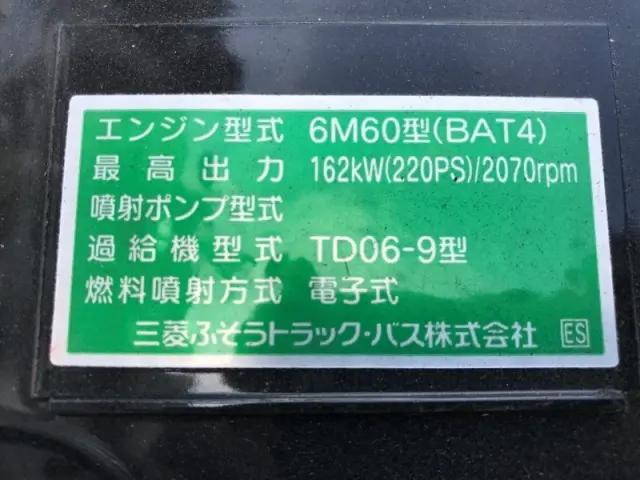 エンジン型式 6M60型(BAT4)
最高出力 162kW(220PS)/2070rpm
噴射ポンプ型式
過給機型式 TD06-9型
燃料噴射方式 電子式
三菱ふそうトラック・バス株式会社 ES